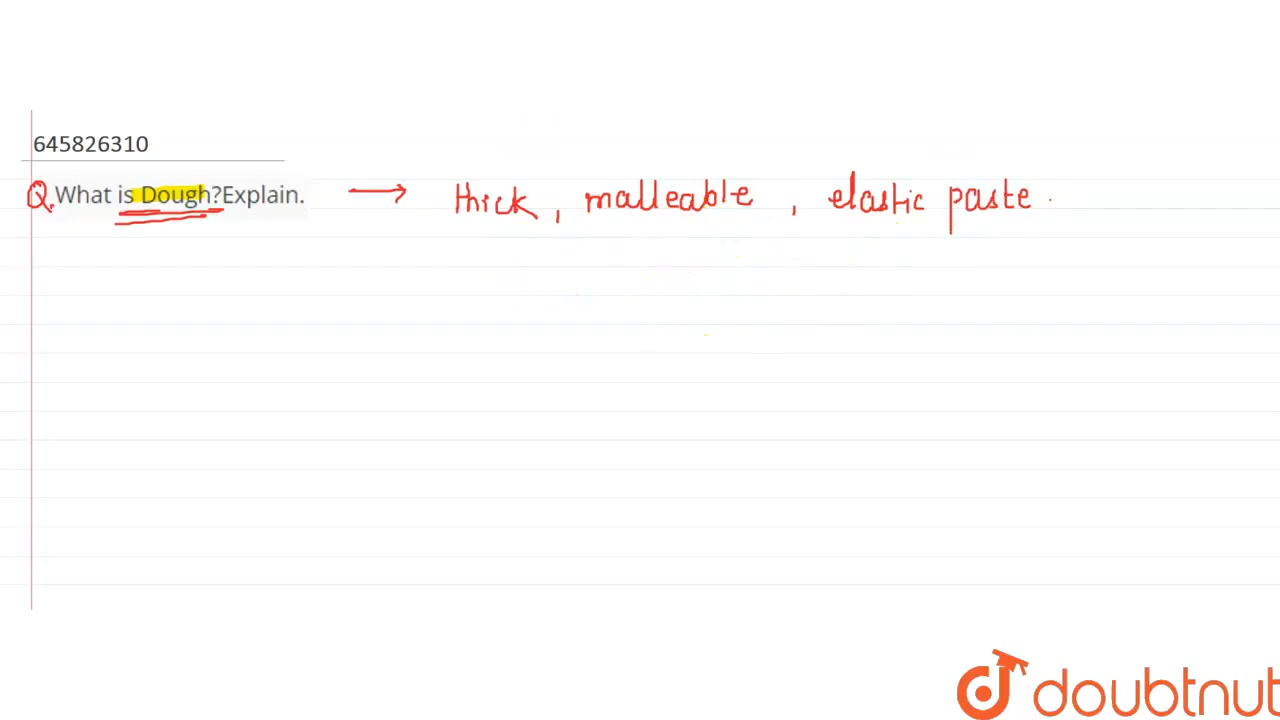 645826310
Q. What is Dough?Explain. → thick, malleable, elastic paste.
doubtnut